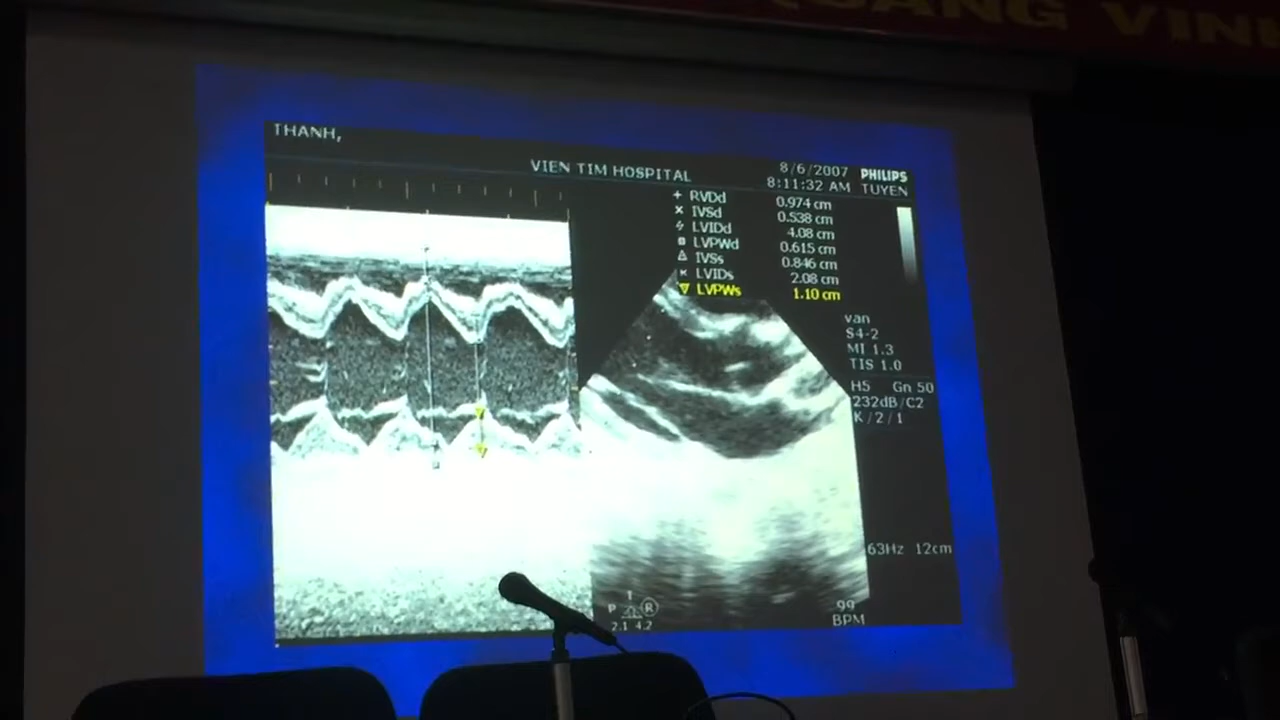 QUANG VINH
THANH,
VIEN TIM HOSPITAL
8/6/2007
8:11:32 AM
PHILIPS
TUYEN
RVDd 0.974 cm
IVSd 0.538 cm
LVIDd 4.08 cm
LVPWd 0.615 cm
IVSs 0.846 cm
LVIDs 2.08 cm
LVPWs 1.10 cm
van
S4-2
MI 1.3
TIS 1.0
H5 Gn 50
232dB/C2
K/2/1
63Hz 12cm
T
P R
2.1 4.2
99
BPM